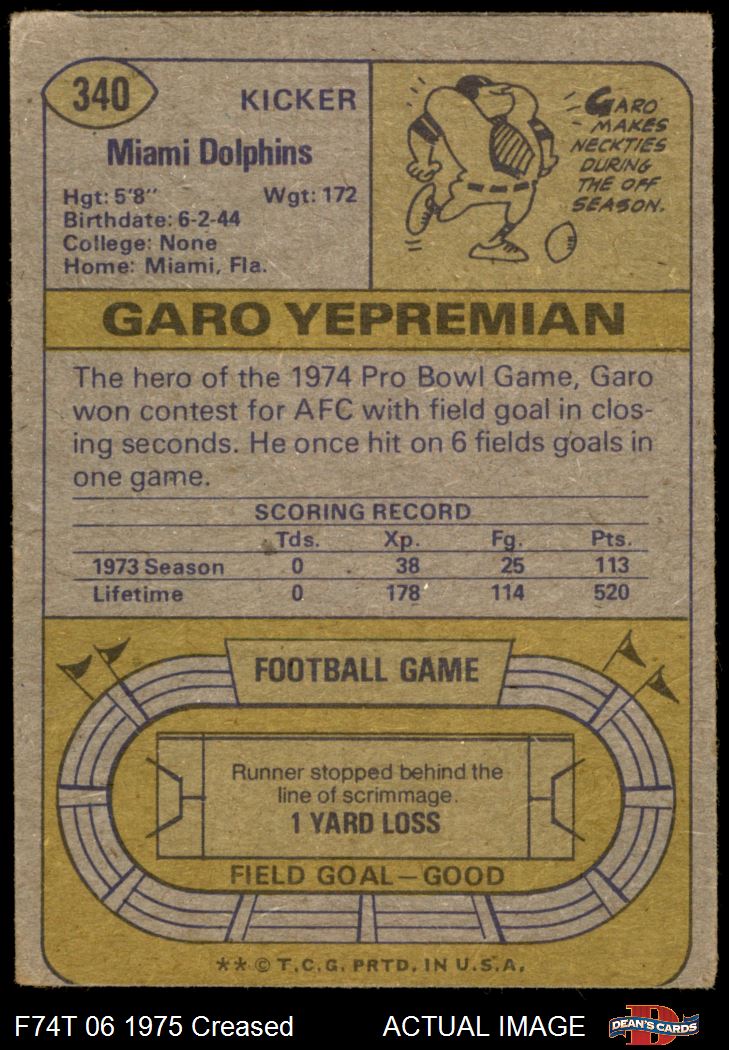 340
KICKER
Miami Dolphins
Hgt: 5'8" Wgt: 172
Birthdate: 6-2-44
College: None
Home: Miami, Fla.
GARO
MAKES
NECKTIES
DURING
THE OFF
SEASON.
GARO YEPREMIAN
The hero of the 1974 Pro Bowl Game, Garo
won contest for AFC with field goal in clos-
ing seconds. He once hit on 6 fields goals in
one game.
SCORING RECORD
Tds. Xp. Fg. Pts.
1973 Season 0 38 25 113
Lifetime 0 178 114 520
FOOTBALL GAME
Runner stopped behind the
line of scrimmage.
1 YARD LOSS
FIELD GOAL—GOOD
** © T.C.G. PRTD. IN U.S.A.
F74T 06 1975 Creased ACTUAL IMAGE
D
DEAN'S CARDS